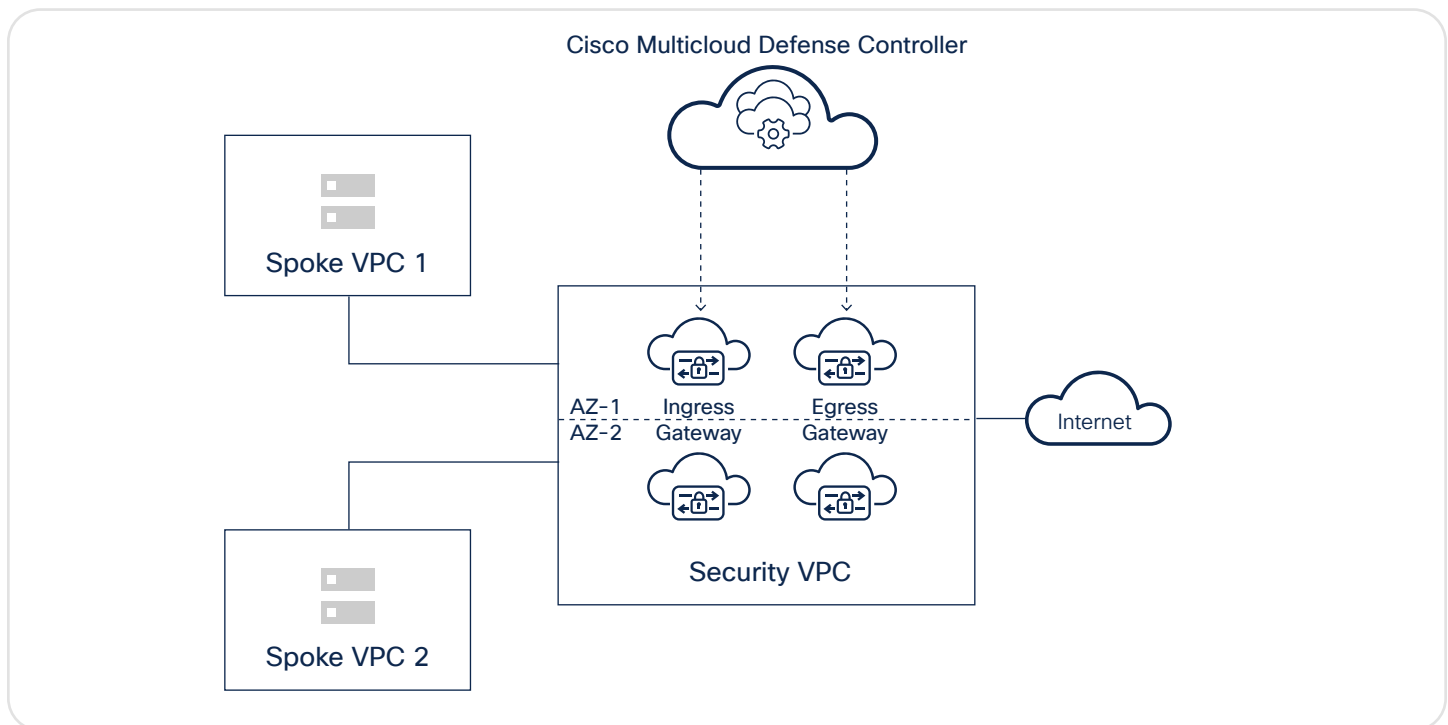 Cisco Multicloud Defense Controller
Spoke VPC 1
AZ-1
Ingress
Egress
AZ-2
Gateway
Gateway
Internet
Security VPC
Spoke VPC 2